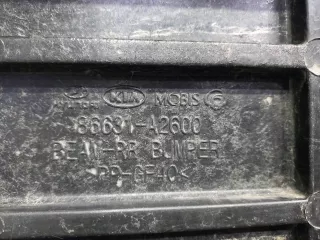 KIA MOBIS
86631-A2600
BEAM-RR BUMPER
>PP-GF40<